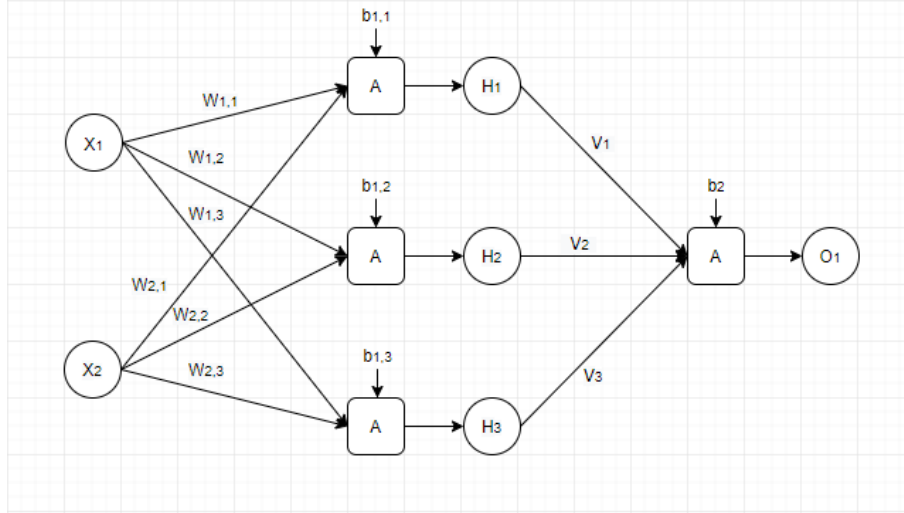 b1,1
A
H1
W1,1
X1
W1,2
V1
b1,2
b2
W1,3
V2
A
H2
A
O1
W2,1
W2,2
X2
W2,3
b1,3
V3
A
H3